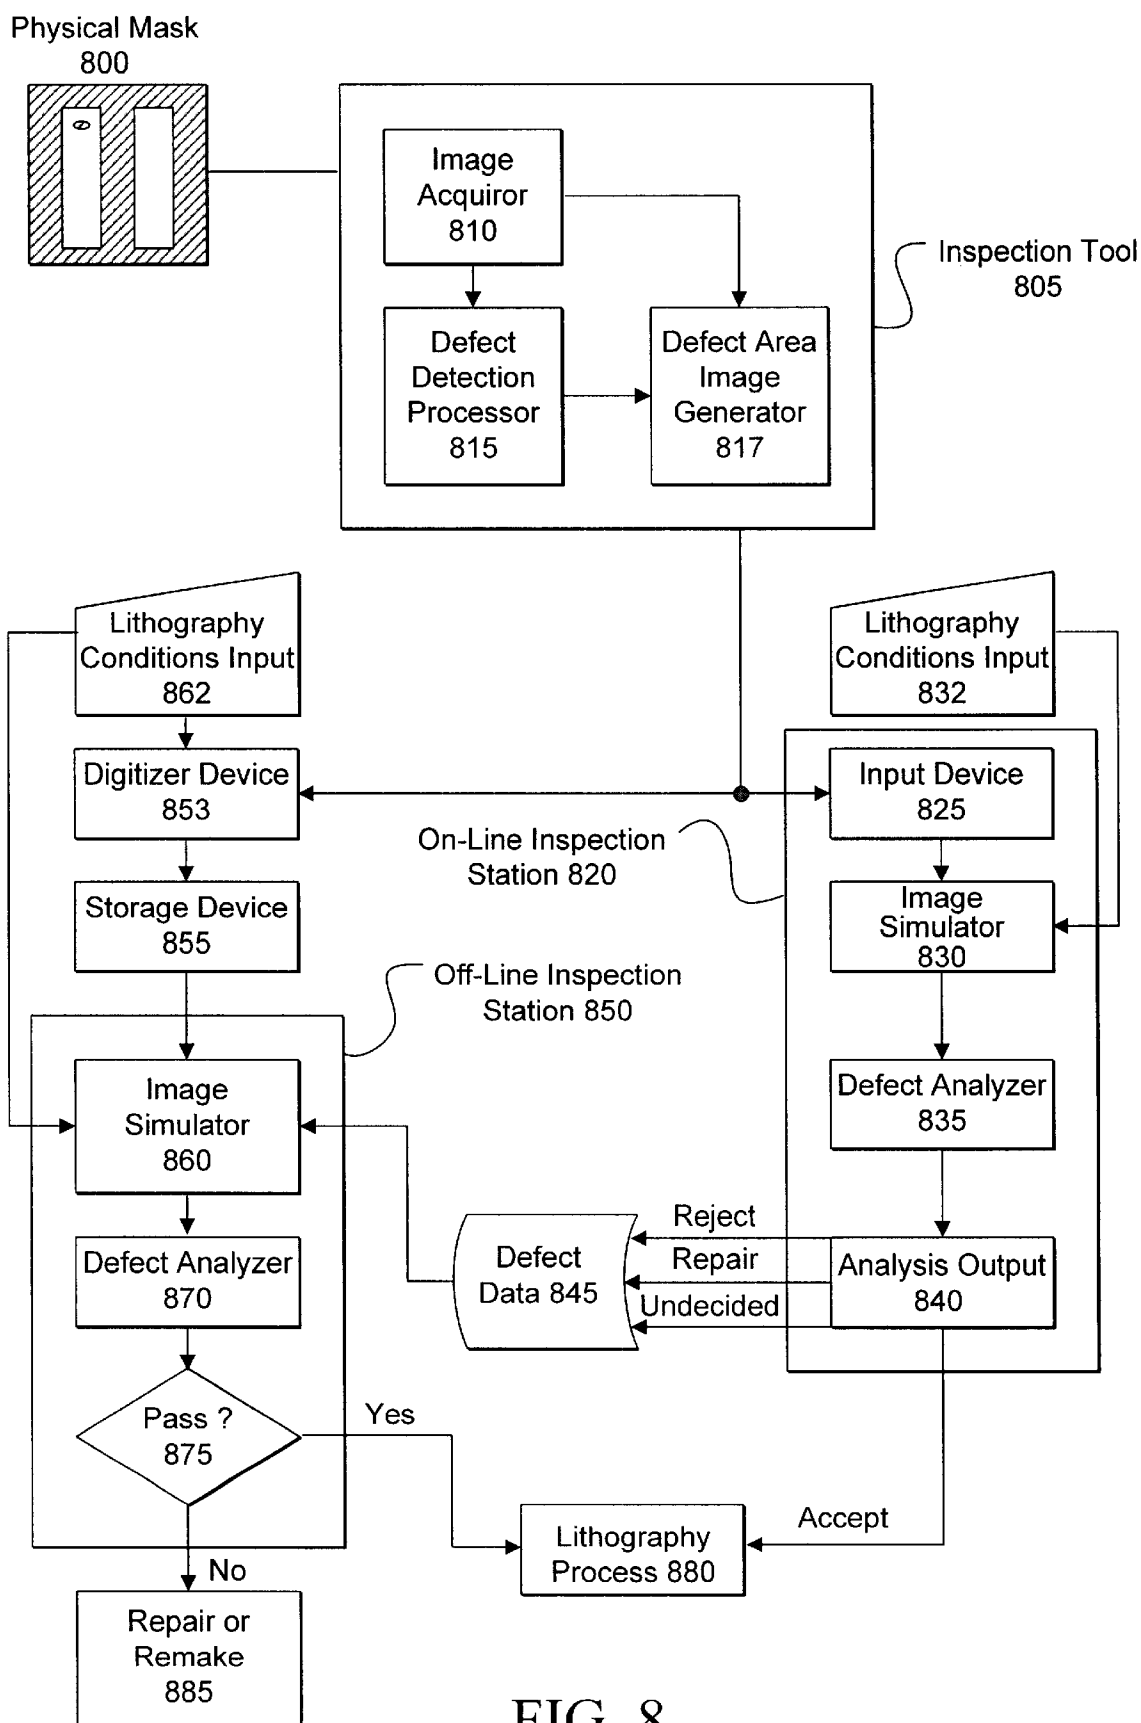 Physical Mask
800
Image
Acquiror
810
Inspection Tool
805
Defect
Detection
Processor
815
Defect Area
Image
Generator
817
Lithography
Conditions Input
862
Lithography
Conditions Input
832
Digitizer Device
853
Input Device
825
On-Line Inspection
Station 820
Storage Device
855
Image
Simulator
830
Off-Line Inspection
Station 850
Image
Simulator
860
Defect Analyzer
835
Reject
Repair
Undecided
Defect
Data 845
Analysis Output
840
Defect Analyzer
870
Pass ?
875
Yes
Accept
Lithography
Process 880
No
Repair or
Remake
885
FIG. 8